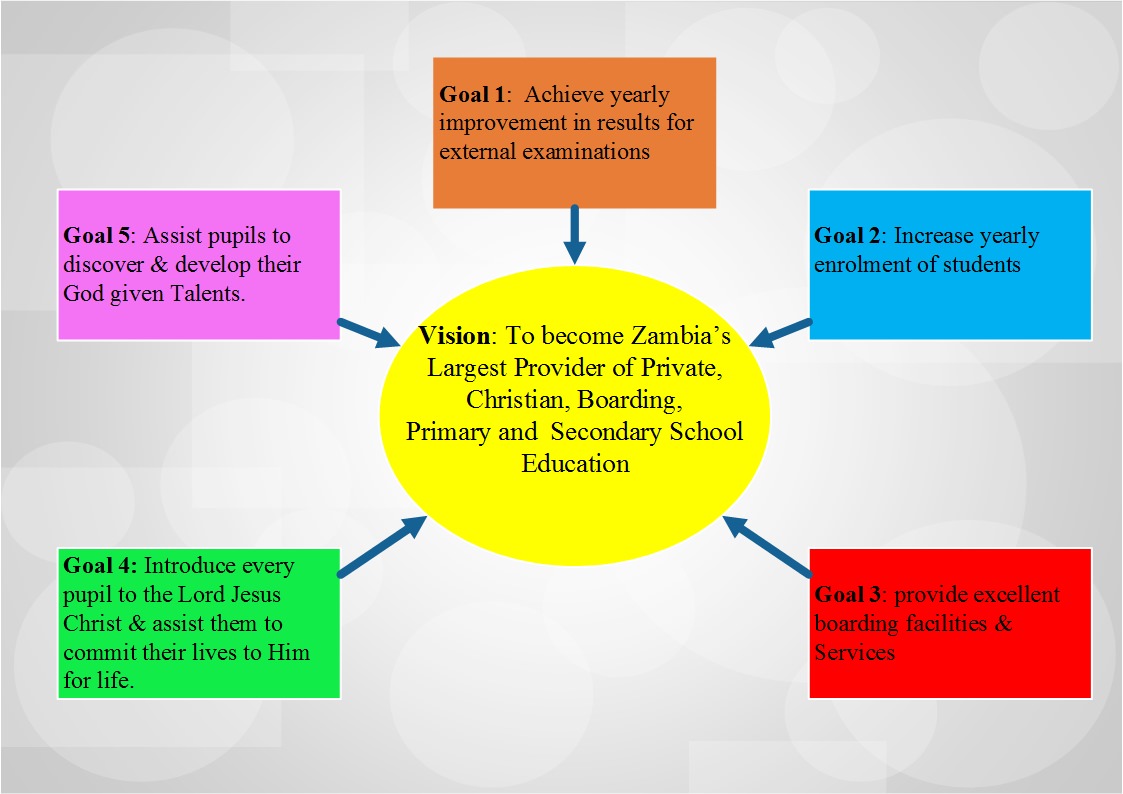 Goal 1:  Achieve yearly
improvement in results for
external examinations
Goal 5: Assist pupils to
discover & develop their
God given Talents.
Goal 2: Increase yearly
enrolment of students
Vision: To become Zambia’s
Largest Provider of Private,
Christian, Boarding,
Primary and  Secondary School
Education
Goal 4: Introduce every
pupil to the Lord Jesus
Christ & assist them to
commit their lives to Him
for life.
Goal 3: provide excellent
boarding facilities &
Services